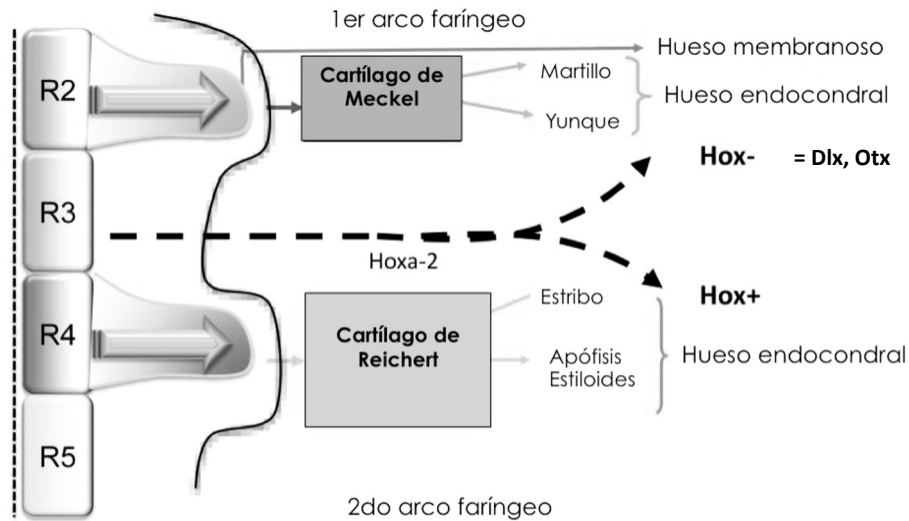 1er arco faríngeo
Hueso membranoso
R2
Cartílago de
Meckel
Martillo
Yunque
Hueso endocondral
Hox- = Dlx, Otx
R3
Hoxa-2
Hox+
R4
Cartílago de
Reichert
Estribo
Apófisis
Estiloides
Hueso endocondral
R5
2do arco faríngeo